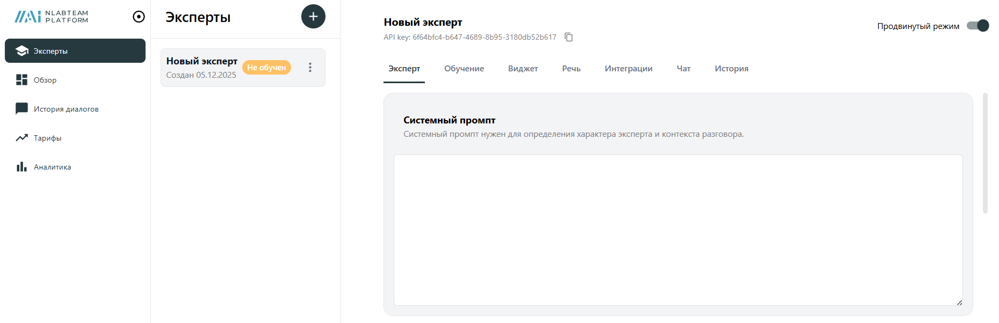 NLABTEAM
PLATFORM
Эксперты
Обзор
История диалогов
Тарифы
Аналитика
Эксперты
Новый эксперт
Создан 05.12.2025
Не обучен
Новый эксперт
API key: 6f64bfc4-b647-4689-8b95-3180db52b617
Продвинутый режим
Эксперт Обучение Виджет Речь Интеграции Чат История
Системный промпт
Системный промпт нужен для определения характера эксперта и контекста разговора.